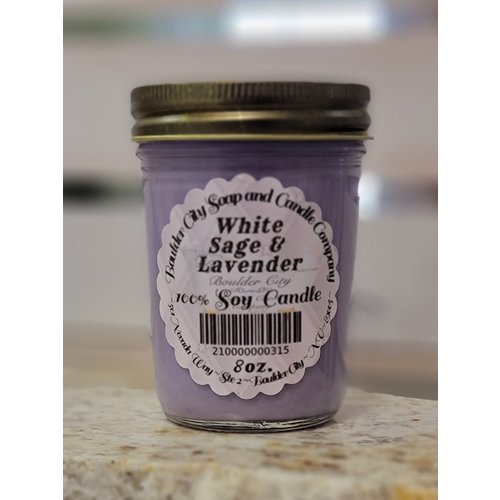 Boulder City Soap and Candle Company
White
Sage &
Lavender
Boulder City
100% Soy Candle
210000000315
8oz.
Nevada Way ~ Ste 2 ~ Boulder City ~ NV ~